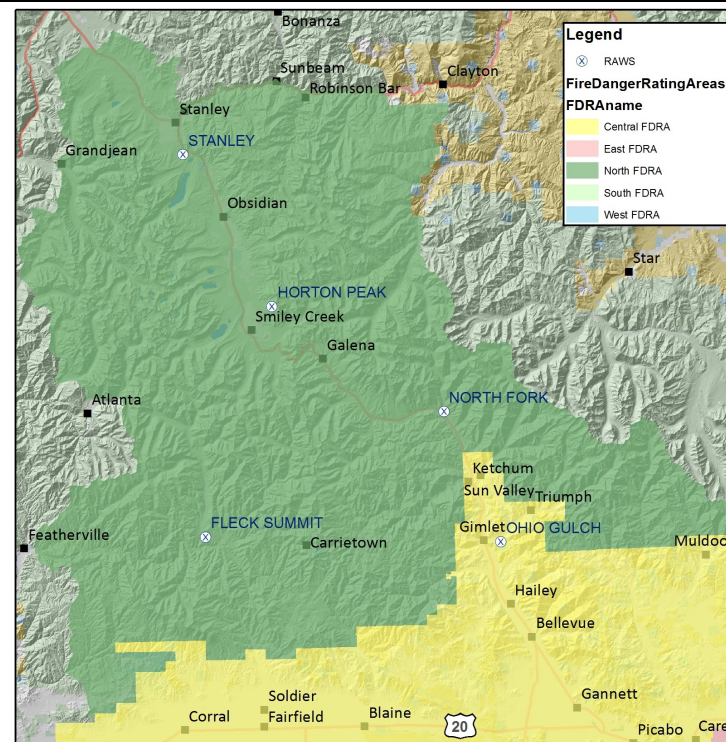 Bonanza
Legend
RAWS
FireDangerRatingAreas
FDRAname
Central FDRA
East FDRA
North FDRA
South FDRA
West FDRA
Sunbeam
Clayton
Robinson Bar
Stanley
STANLEY
Grandjean
Obsidian
Star
HORTON PEAK
Smiley Creek
Galena
Atlanta
NORTH FORK
Ketchum
Sun Valley
Triumph
FLECK SUMMIT
Gimlet
OHIO GULCH
Featherville
Carrietown
Muldoo
Hailey
Bellevue
Soldier
Gannett
Corral
Fairfield
Blaine
20
Picabo
Care